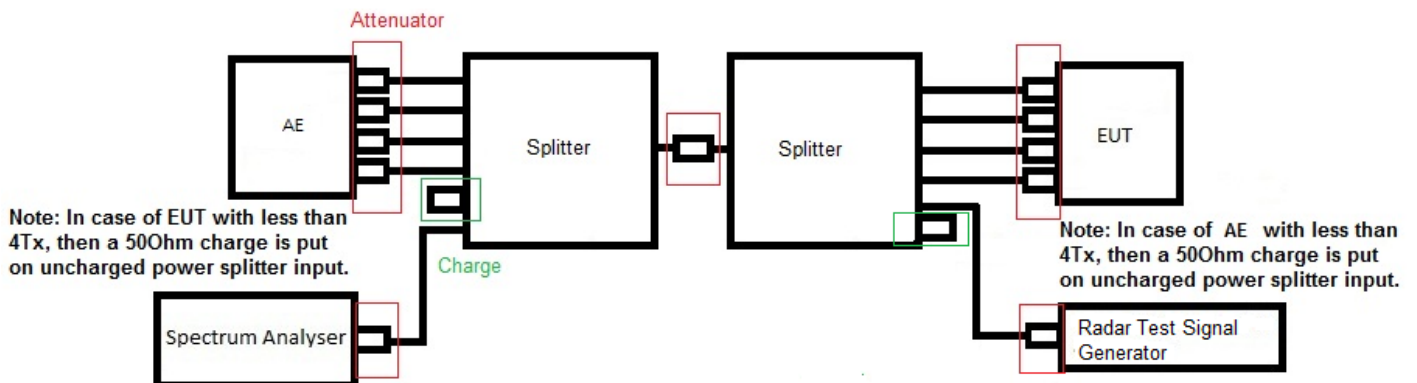 Attenuator
AE
Splitter
Splitter
EUT
Note: In case of EUT with less than
4Tx, then a 50Ohm charge is put
on uncharged power splitter input.
Charge
Note: In case of AE with less than
4Tx, then a 50Ohm charge is put
on uncharged power splitter input.
Spectrum Analyser
Radar Test Signal
Generator